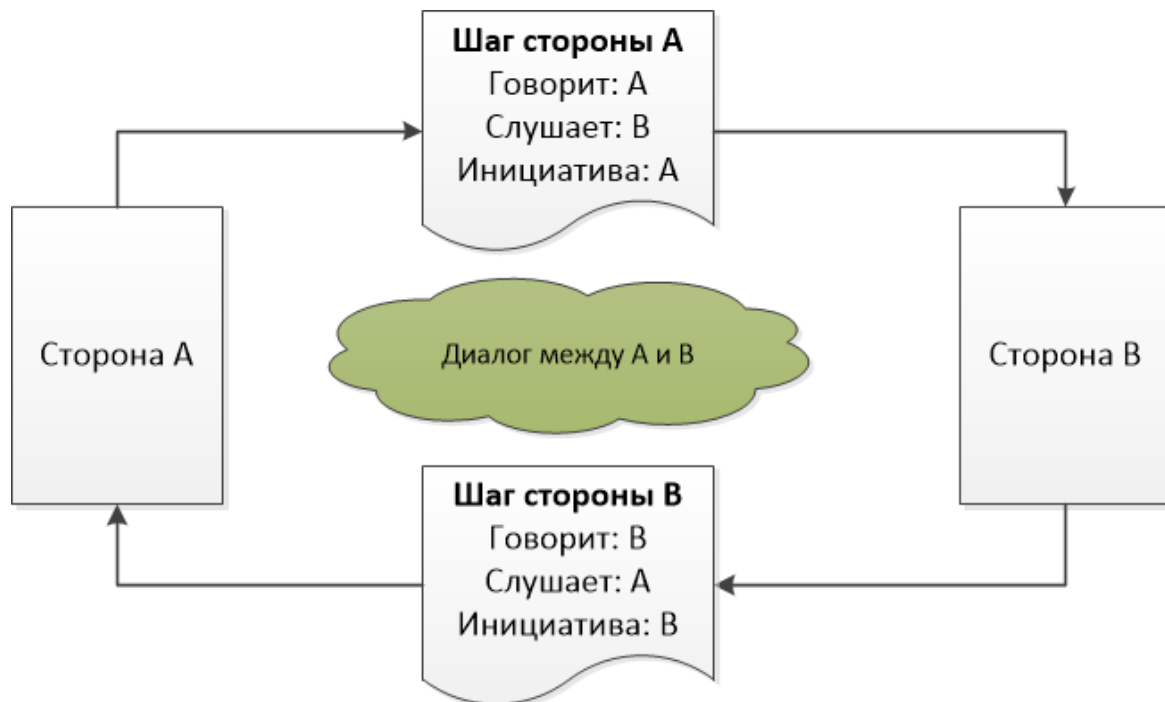 Шаг стороны А
Говорит: А
Слушает: В
Инициатива: А
Сторона А
Диалог между А и В
Сторона В
Шаг стороны В
Говорит: В
Слушает: А
Инициатива: В